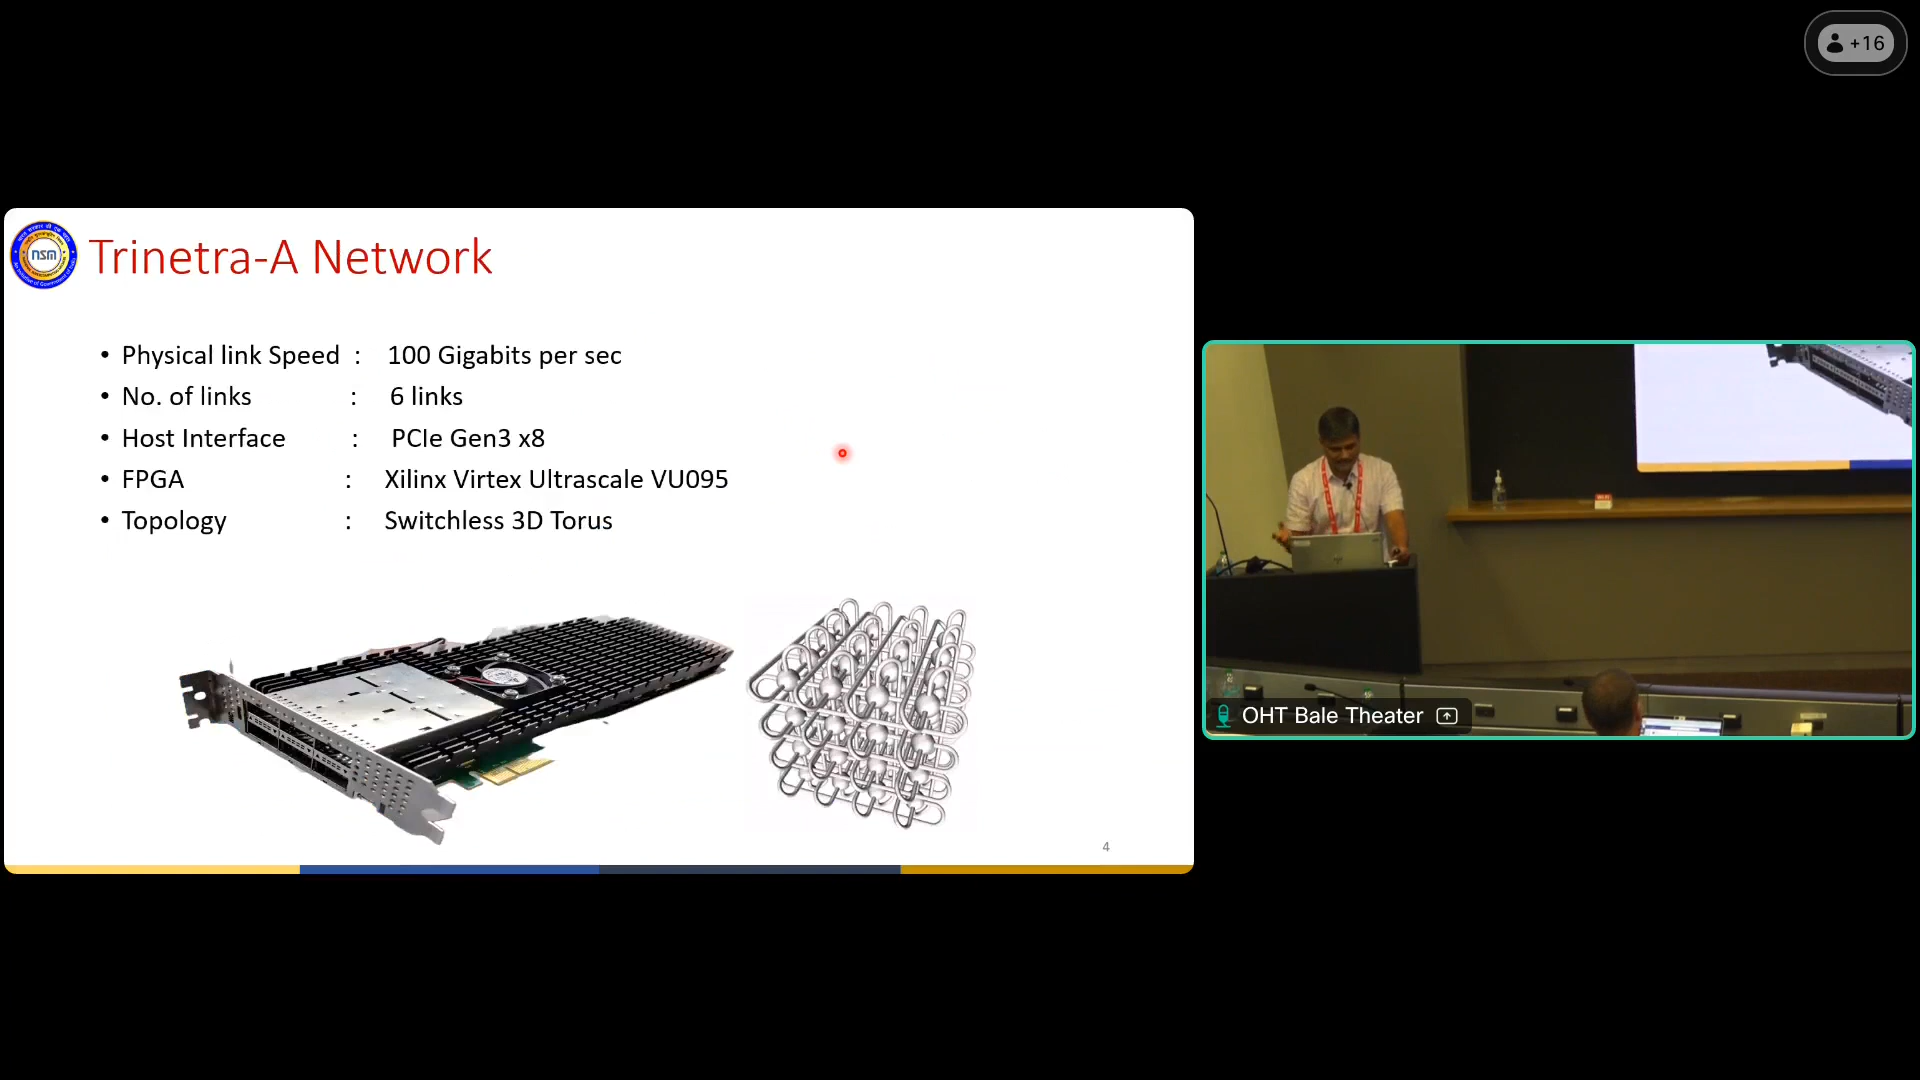 +16
nsm
Trinetra-A Network
• Physical link Speed : 100 Gigabits per sec
• No. of links : 6 links
• Host Interface : PCIe Gen3 x8
• FPGA : Xilinx Virtex Ultrascale VU095
• Topology : Switchless 3D Torus
4
OHT Bale Theater